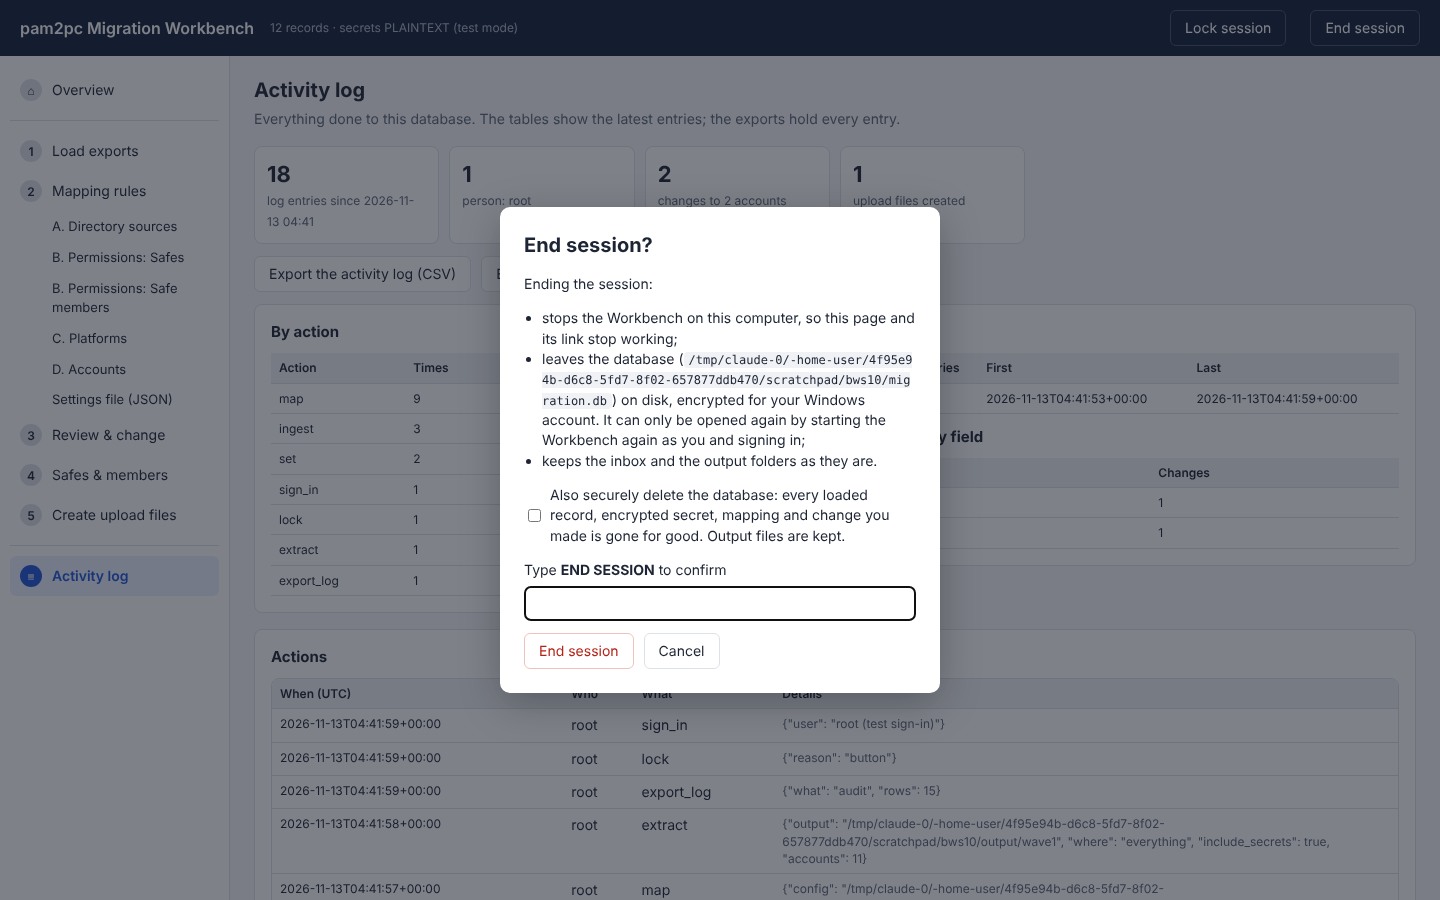 pam2pc Migration Workbench
12 records · secrets PLAINTEXT (test mode)
Lock session
End session
Overview
1 Load exports
2 Mapping rules
A. Directory sources
B. Permissions: Safes
B. Permissions: Safe
members
C. Platforms
D. Accounts
Settings file (JSON)
3 Review & change
4 Safes & members
5 Create upload files
Activity log
Activity log
Everything done to this database. The tables show the latest entries; the exports hold every entry.
18
log entries since 2026-11-
13 04:41
1
person: root
2
changes to 2 accounts
1
upload files created
Export the activity log (CSV)
By action
Action Times
map 9
ingest 3
set 2
sign_in 1
lock 1
extract 1
export_log 1
ries First Last
2026-11-13T04:41:53+00:00 2026-11-13T04:41:59+00:00
y field
Changes
1
1
End session?
Ending the session:
• stops the Workbench on this computer, so this page and
its link stop working;
• leaves the database ( /tmp/claude-0/-home-user/4f95e9
4b-d6c8-5fd7-8f02-657877ddb470/scratchpad/bws10/mig
ration.db ) on disk, encrypted for your Windows
account. It can only be opened again by starting the
Workbench again as you and signing in;
• keeps the inbox and the output folders as they are.
Also securely delete the database: every loaded
record, encrypted secret, mapping and change you
made is gone for good. Output files are kept.
Type END SESSION to confirm
End session
Cancel
Actions
When (UTC) Who What Details
2026-11-13T04:41:59+00:00 root sign_in {"user": "root (test sign-in)"}
2026-11-13T04:41:59+00:00 root lock {"reason": "button"}
2026-11-13T04:41:59+00:00 root export_log {"what": "audit", "rows": 15}
2026-11-13T04:41:58+00:00 root extract {"output": "/tmp/claude-0/-home-user/4f95e94b-d6c8-5fd7-8f02-
657877ddb470/scratchpad/bws10/output/wave1", "where": "everything", "include_secrets": true,
"accounts": 11}
2026-11-13T04:41:57+00:00 root map {"config": "/tmp/claude-0/-home-user/4f95e94b-d6c8-5fd7-8f02-